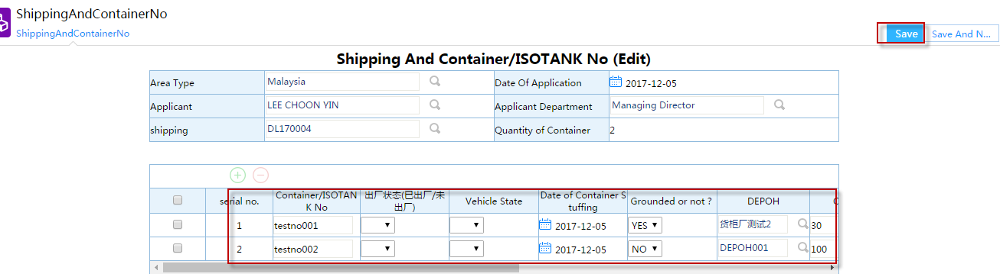 ShippingAndContainerNo
ShippingAndContainerNo
Save
Save And N...
Shipping And Container/ISOTANK No (Edit)
Area Type
Malaysia
Date Of Application
2017-12-05
Applicant
LEE CHOON YIN
Applicant Department
Managing Director
shipping
DL170004
Quantity of Container
2
serial no.
Container/ISOTAN
K No
出厂状态(已出厂/未
出厂)
Vehicle State
Date of Container S
tuffing
Grounded or not ?
DEPOH
1
testno001
2017-12-05
YES
货柜厂测试2
30
2
testno002
2017-12-05
NO
DEPOH001
100